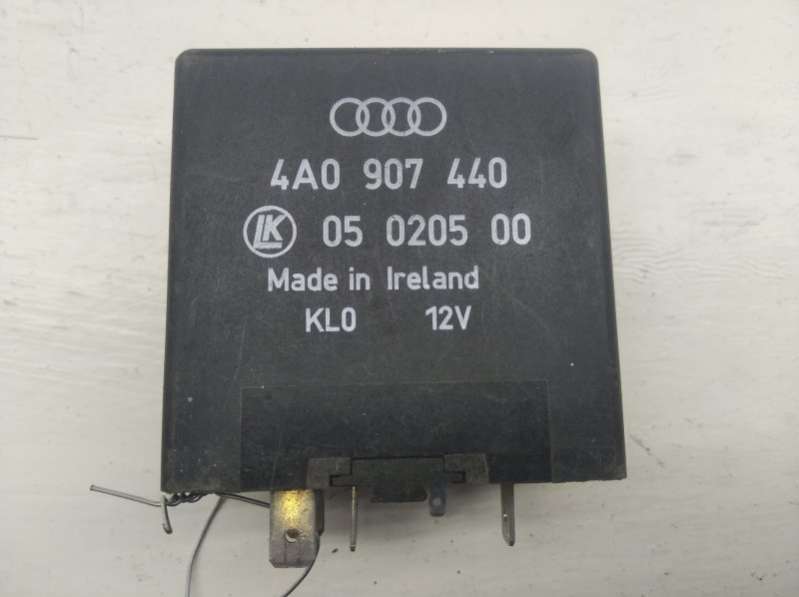 4A0 907 440
LK 05 0205 00
Made in Ireland
KL0 12V